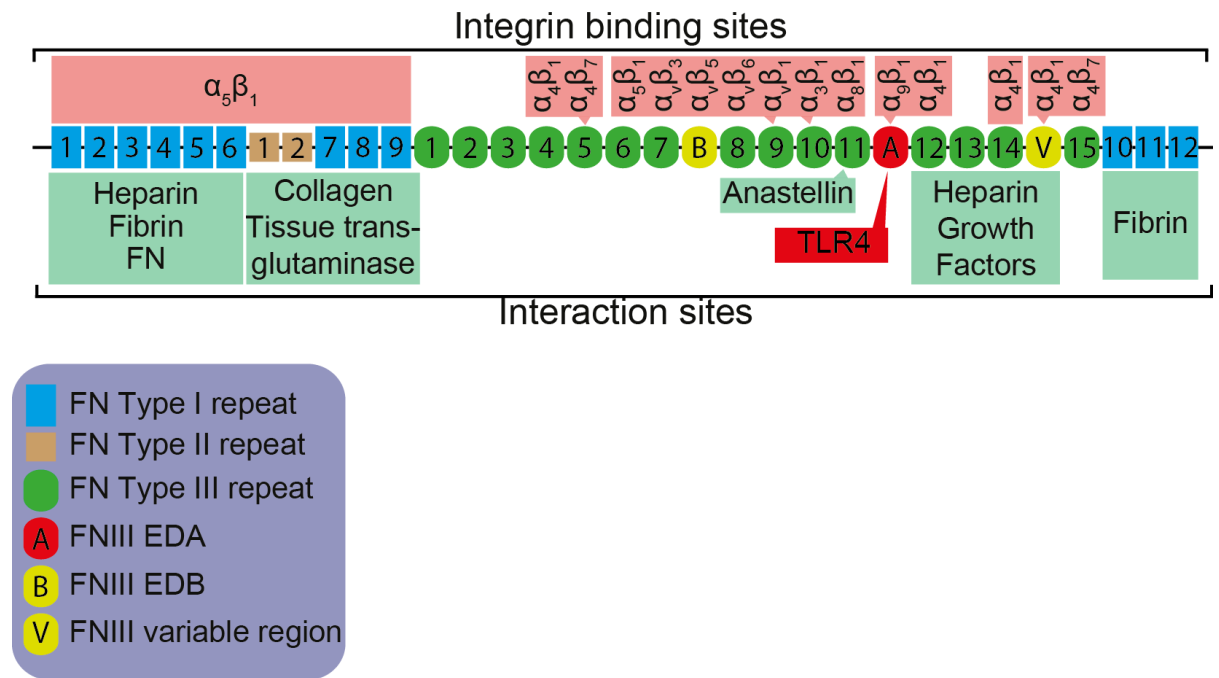 Integrin binding sites
α₅β₁
α₄β₁
α₄β₇
α₅β₁
αᵥβ₃
αᵥβ₅
αᵥβ₆
αᵥβ₁
α₃β₁
α₈β₁
α₉β₁
α₄β₁
α₄β₁
α₄β₁
α₄β₇
1 2 3 4 5 6 1 2 7 8 9 1 2 3 4 5 6 7 B 8 9 10 11 A 12 13 14 V 15 10 11 12
Heparin
Fibrin
FN
Collagen
Tissue trans-
glutaminase
Anastellin
TLR4
Heparin
Growth
Factors
Fibrin
Interaction sites
FN Type I repeat
FN Type II repeat
FN Type III repeat
A FNIII EDA
B FNIII EDB
V FNIII variable region